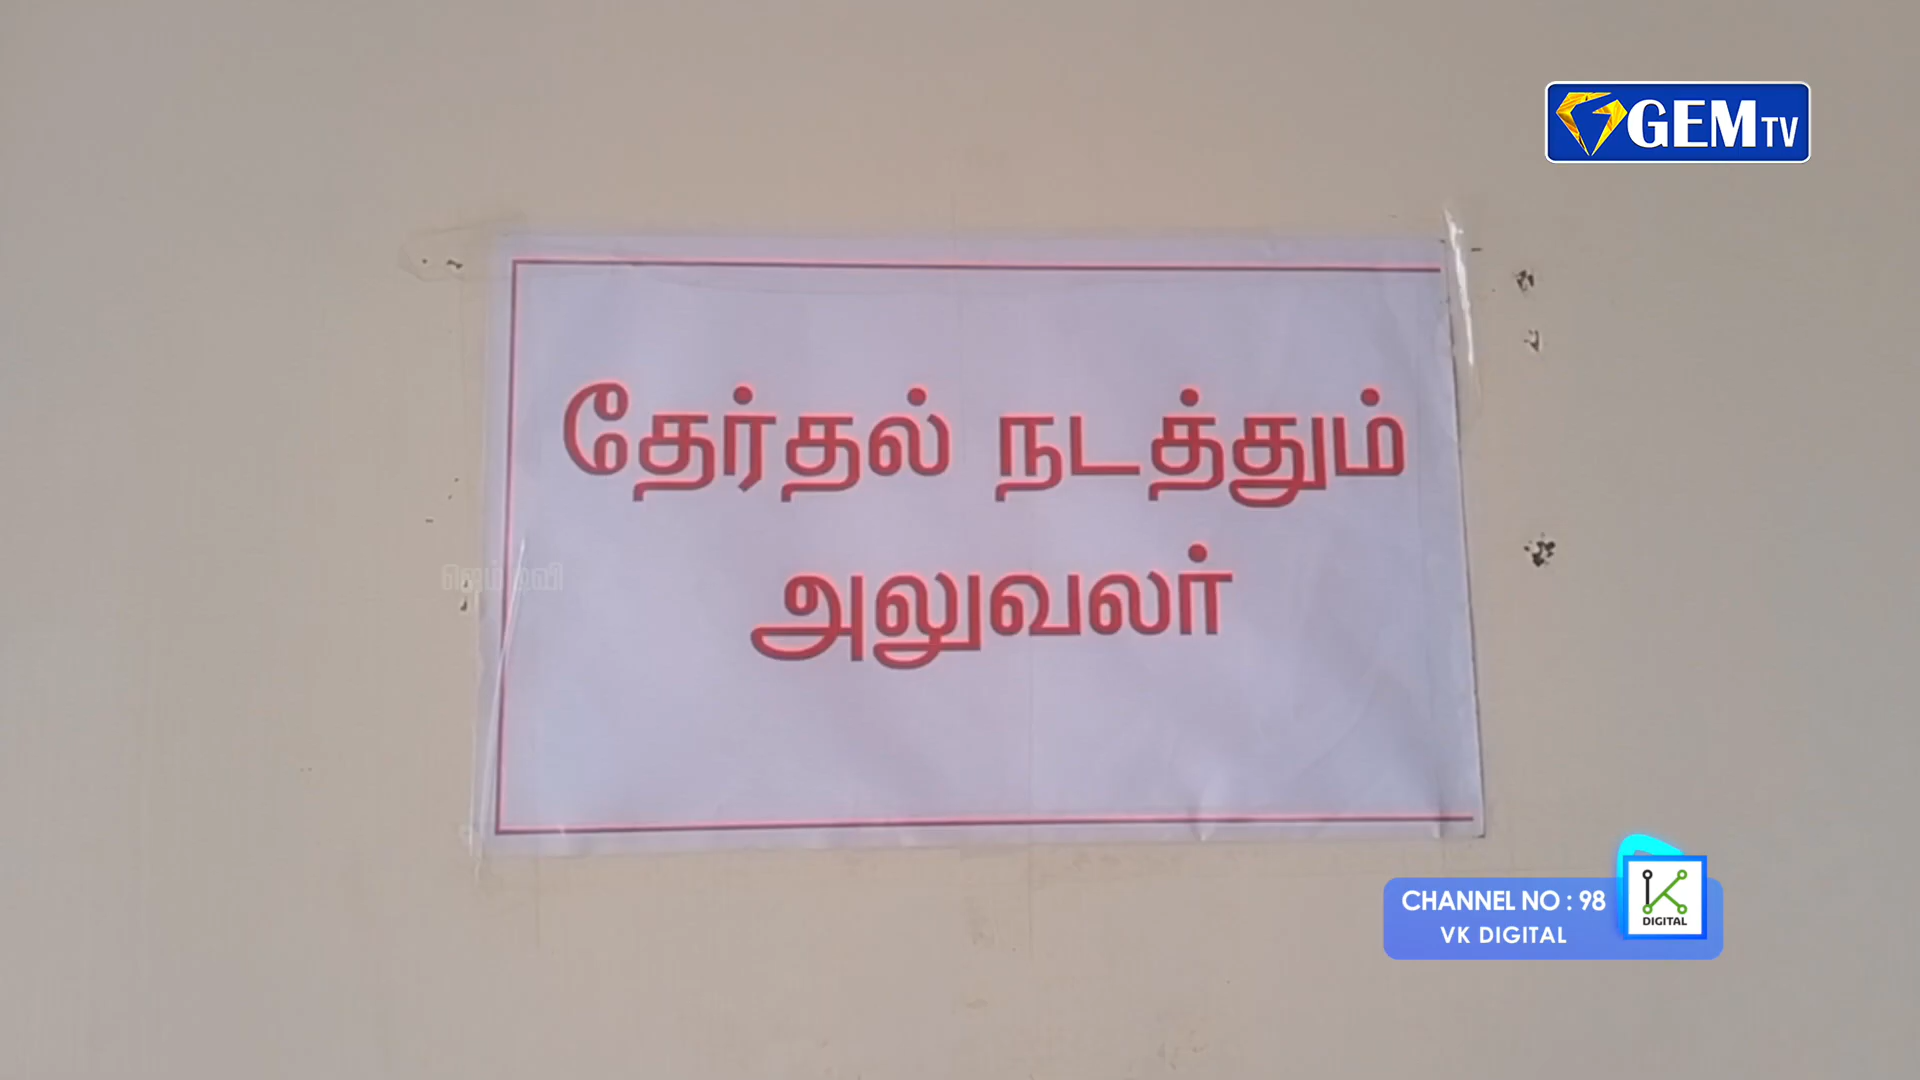 GEM TV
தேர்தல் நடத்தும்
அலுவலர்
ஜெம் டிவி
CHANNEL NO : 98
VK DIGITAL
DIGITAL